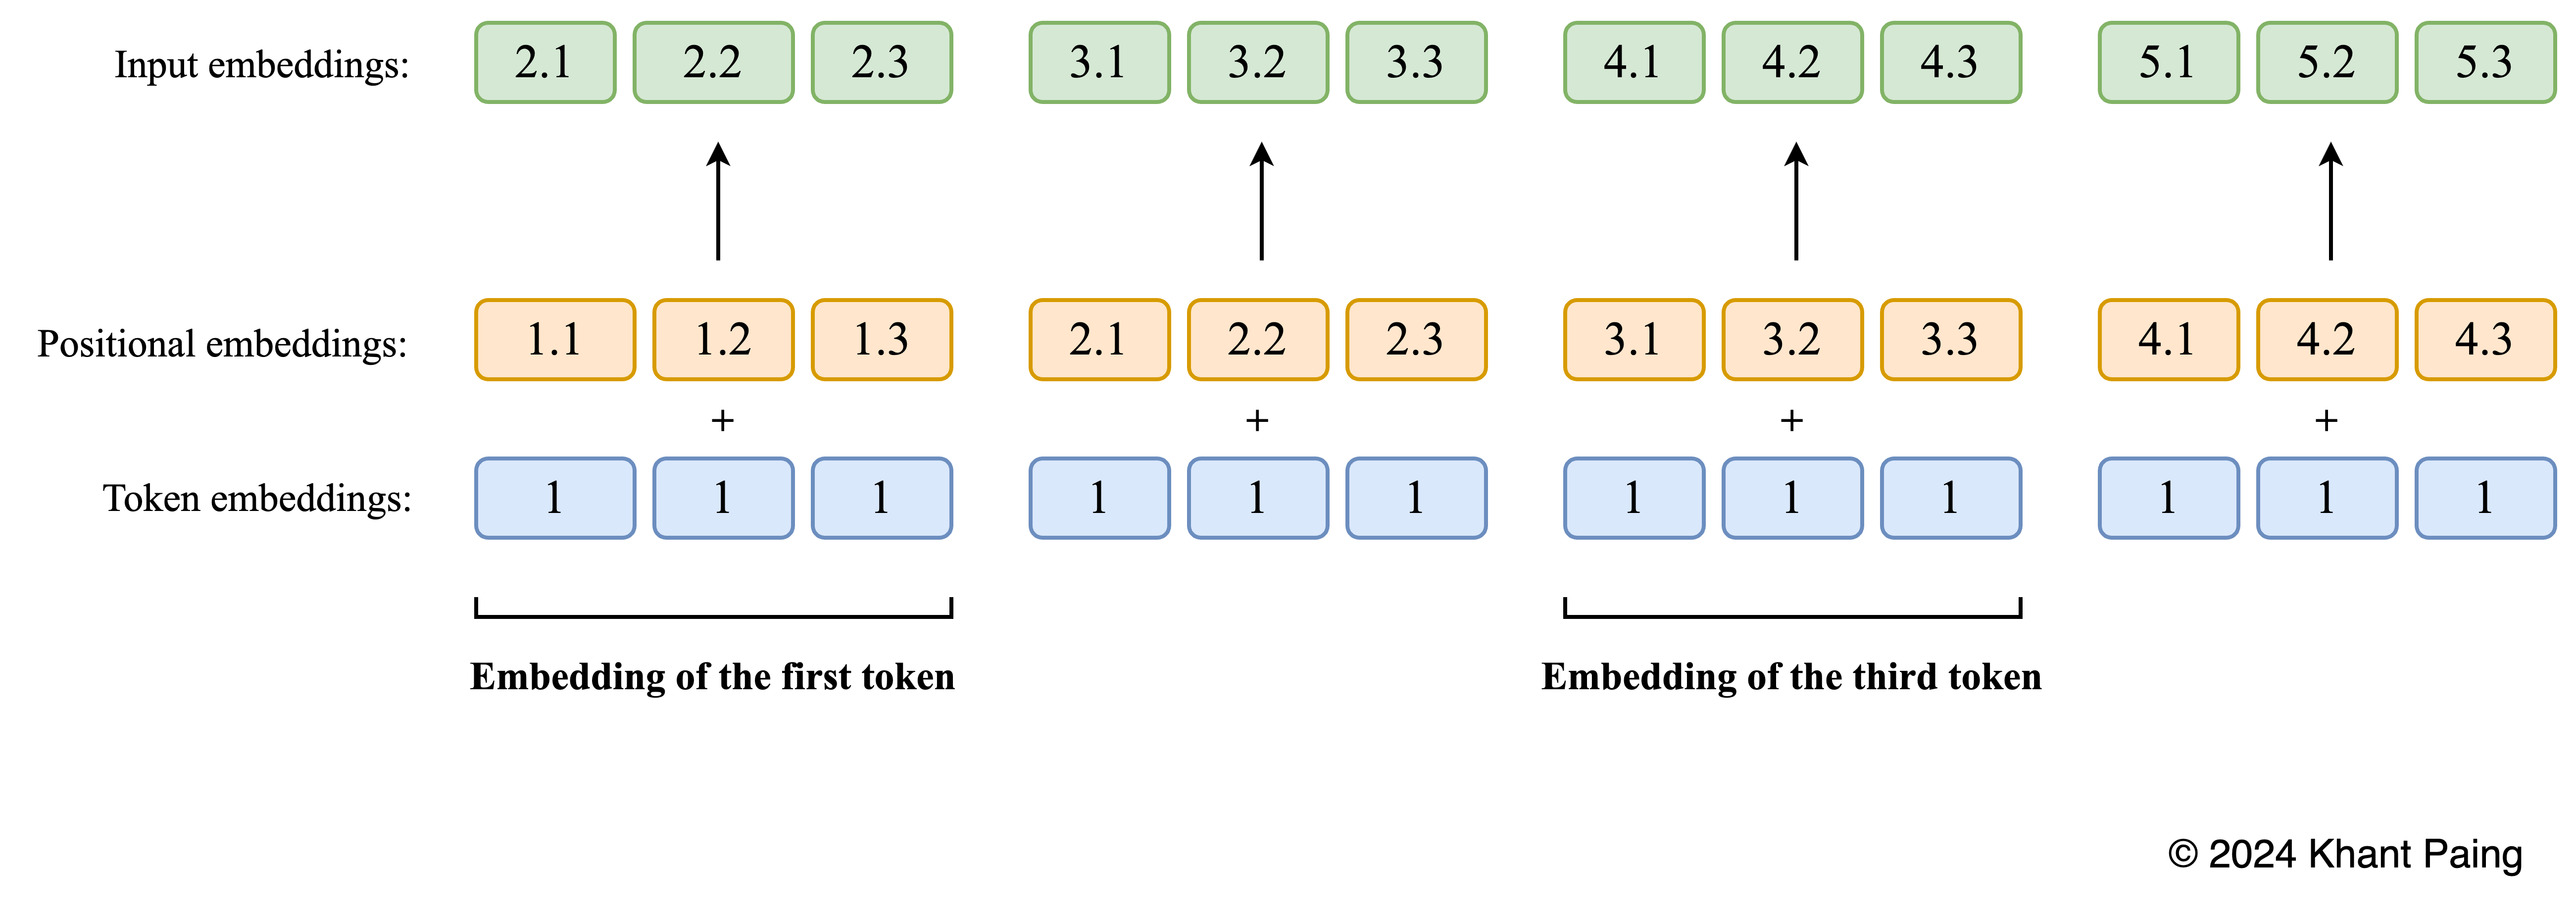 Input embeddings: 2.1 2.2 2.3 3.1 3.2 3.3 4.1 4.2 4.3 5.1 5.2 5.3
Positional embeddings: 1.1 1.2 1.3 2.1 2.2 2.3 3.1 3.2 3.3 4.1 4.2 4.3
+ + + +
Token embeddings: 1 1 1 1 1 1 1 1 1 1 1 1
Embedding of the first token Embedding of the third token
© 2024 Khant Paing